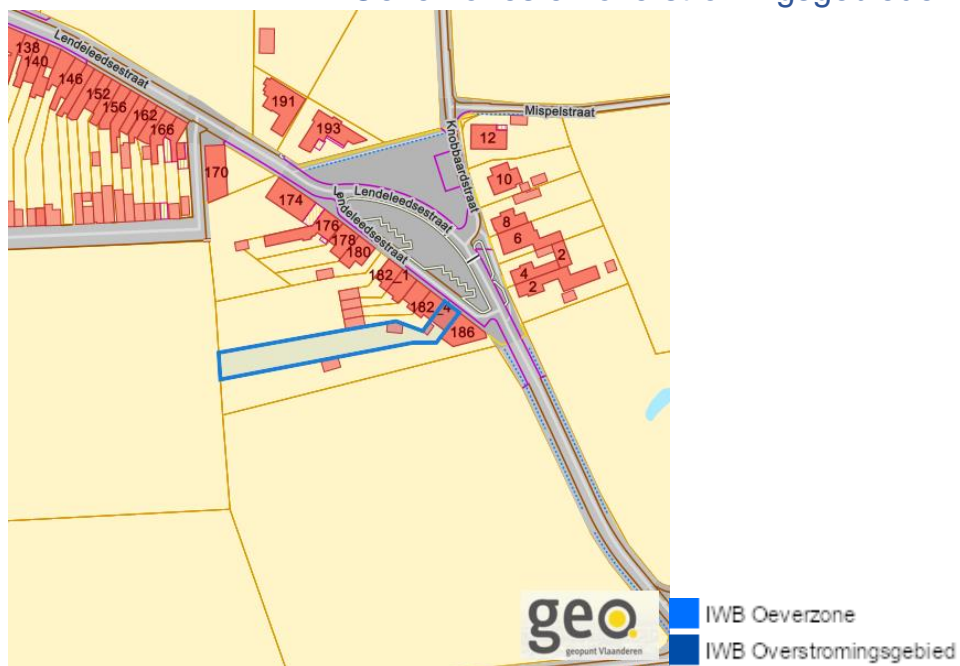 138
140
Lendeleedsestraat
146
152
156
162
166
170
191
193
Mispelstraat
Knobbaardstraat
12
10
174
Lendeleedsestraat
Lendeleedsestraat
176
178
180
8
6
2
4
2
182_1
182_4
186
geo.
geopunt Vlaanderen
IWB Oeverzone
IWB Overstromingsgebied